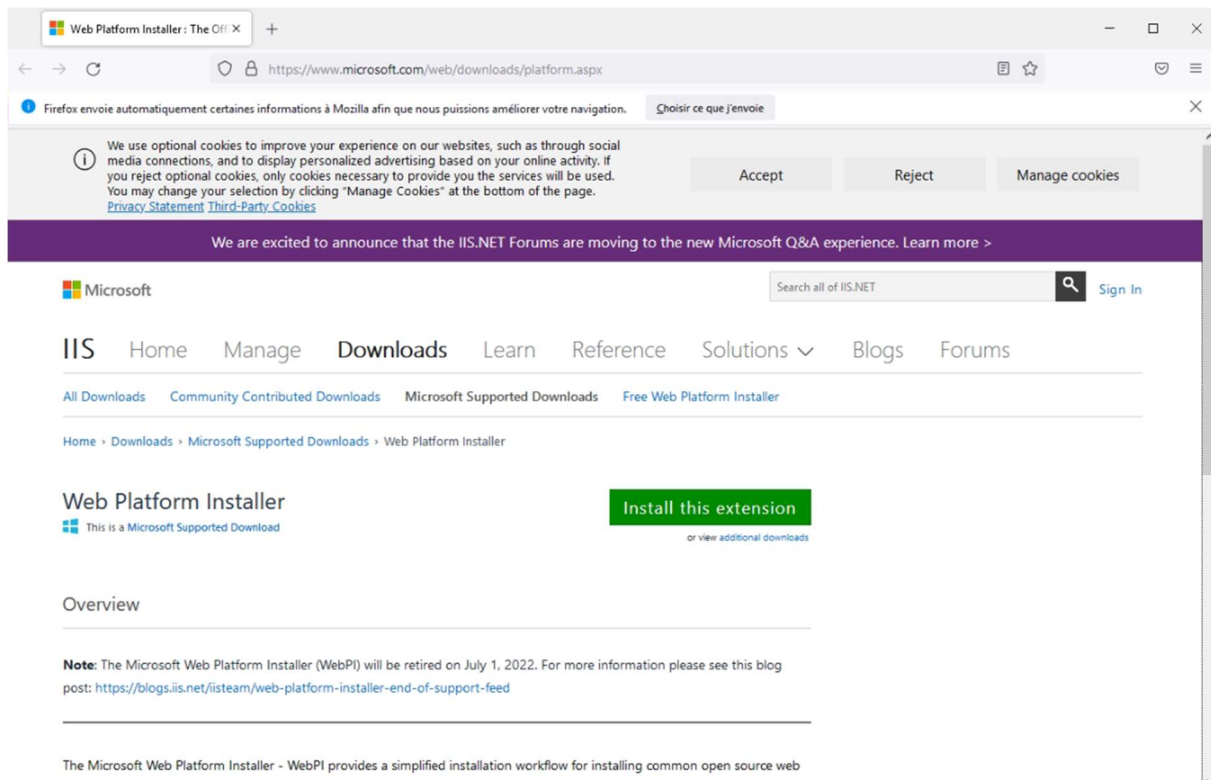 Web Platform Installer : The Off
https://www.microsoft.com/web/downloads/platform.aspx
Firefox envoie automatiquement certaines informations à Mozilla afin que nous puissions améliorer votre navigation. Choisir ce que j'envoie
We use optional cookies to improve your experience on our websites, such as through social
media connections, and to display personalized advertising based on your online activity. If
you reject optional cookies, only cookies necessary to provide you the services will be used.
You may change your selection by clicking "Manage Cookies" at the bottom of the page.
Privacy Statement Third-Party Cookies
Accept Reject Manage cookies
We are excited to announce that the IIS.NET Forums are moving to the new Microsoft Q&A experience. Learn more >
Microsoft Search all of IIS.NET Sign In
IIS Home Manage Downloads Learn Reference Solutions Blogs Forums
All Downloads Community Contributed Downloads Microsoft Supported Downloads Free Web Platform Installer
Home › Downloads › Microsoft Supported Downloads › Web Platform Installer
Web Platform Installer Install this extension
This is a Microsoft Supported Download
or view additional downloads
Overview
Note: The Microsoft Web Platform Installer (WebPI) will be retired on July 1, 2022. For more information please see this blog
post: https://blogs.iis.net/iisteam/web-platform-installer-end-of-support-feed
The Microsoft Web Platform Installer - WebPI provides a simplified installation workflow for installing common open source web